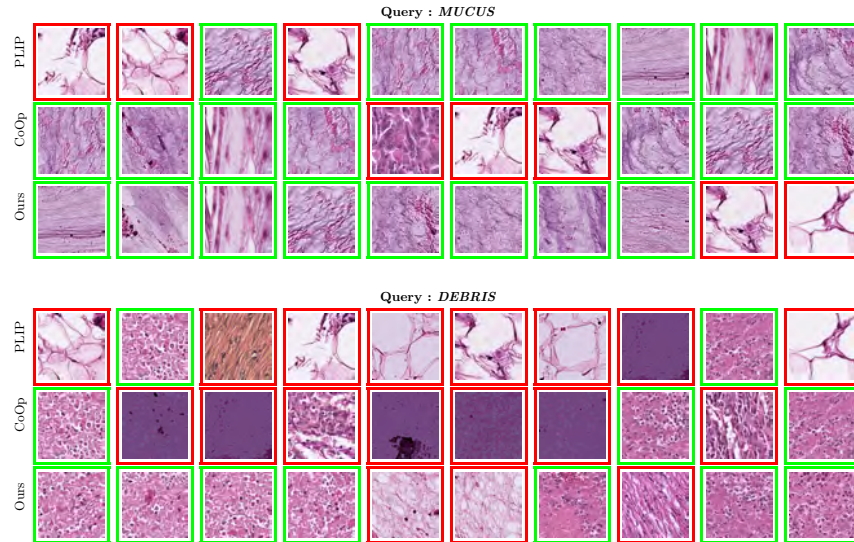 Query : MUCUS
PLIP
CoOp
Ours
Query : DEBRIS
PLIP
CoOp
Ours